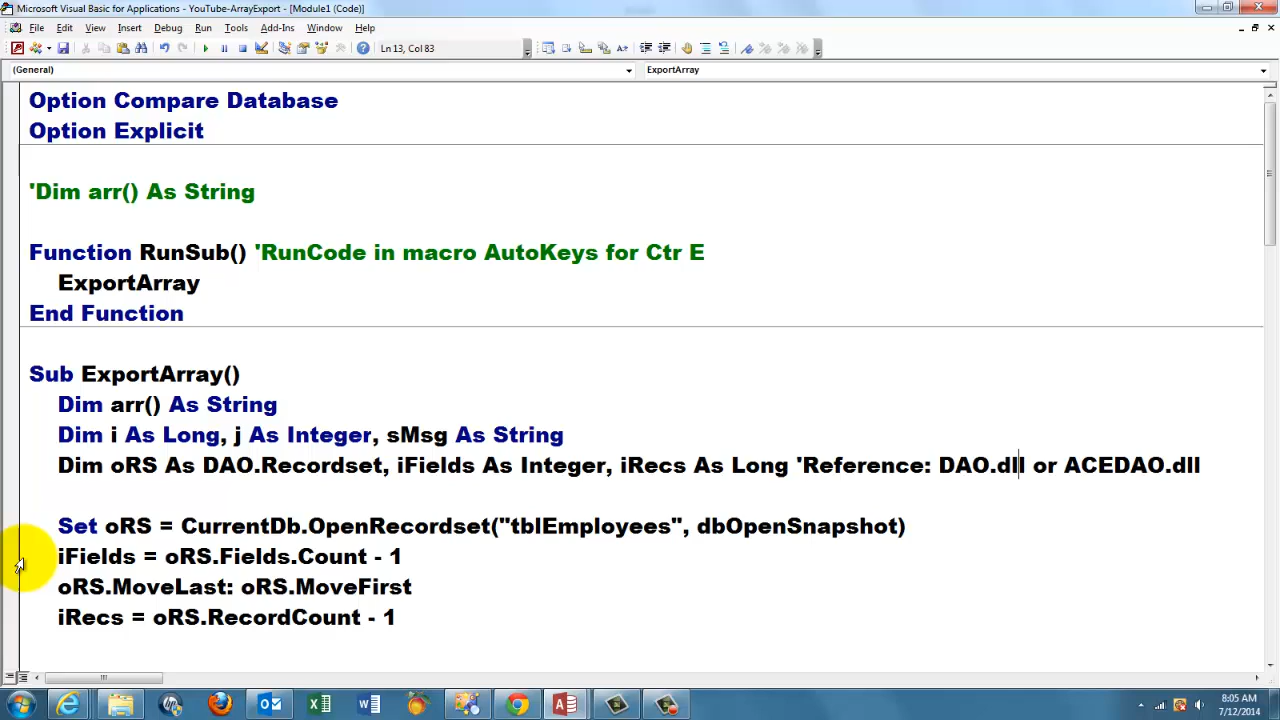 Microsoft Visual Basic for Applications - YouTube-ArrayExport - [Module1 (Code)]
File Edit View Insert Debug Run Tools Add-Ins Window Help
Ln 13, Col 83
(General) ExportArray
Option Compare Database
Option Explicit
'Dim arr() As String
Function RunSub() 'RunCode in macro AutoKeys for Ctr E
ExportArray
End Function
Sub ExportArray()
Dim arr() As String
Dim i As Long, j As Integer, sMsg As String
Dim oRS As DAO.Recordset, iFields As Integer, iRecs As Long 'Reference: DAO.dll or ACEDAO.dll
Set oRS = CurrentDb.OpenRecordset("tblEmployees", dbOpenSnapshot)
iFields = oRS.Fields.Count - 1
oRS.MoveLast: oRS.MoveFirst
iRecs = oRS.RecordCount - 1
8:05 AM
7/12/2014